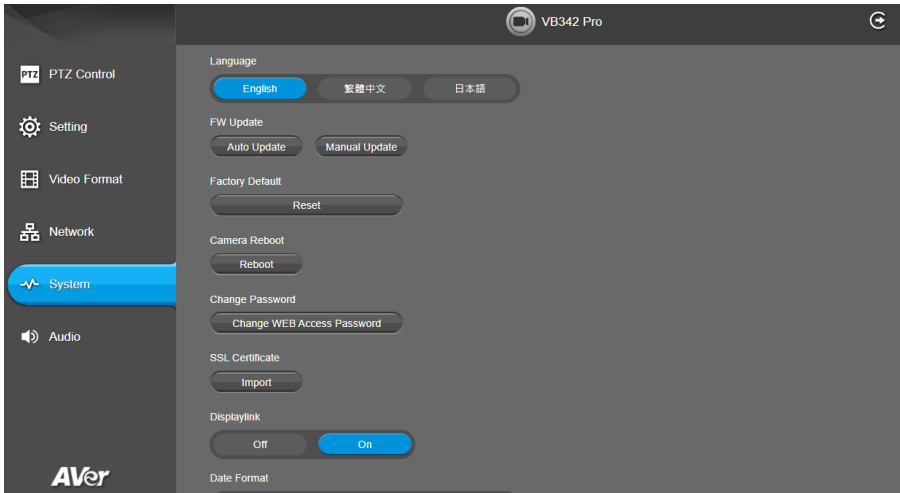 VB342 Pro
PTZ PTZ Control
Setting
Video Format
Network
System
Audio
AVer
Language
English 繁體中文 日本語
FW Update
Auto Update Manual Update
Factory Default
Reset
Camera Reboot
Reboot
Change Password
Change WEB Access Password
SSL Certificate
Import
Displaylink
Off On
Date Format